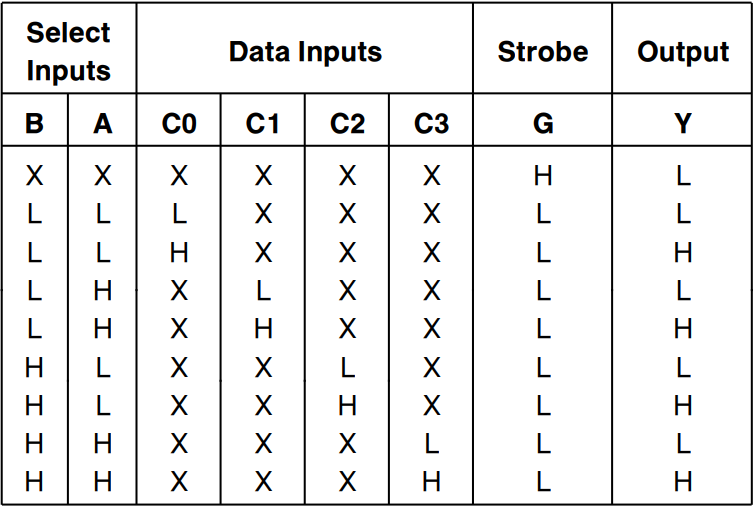 Select Inputs Data Inputs Strobe Output
B A C0 C1 C2 C3 G Y
X X X X X X H L
L L L X X X L L
L L H X X X L H
L H X L X X L L
L H X H X X L H
H L X X L X L L
H L X X H X L H
H H X X X L L L
H H X X X H L H